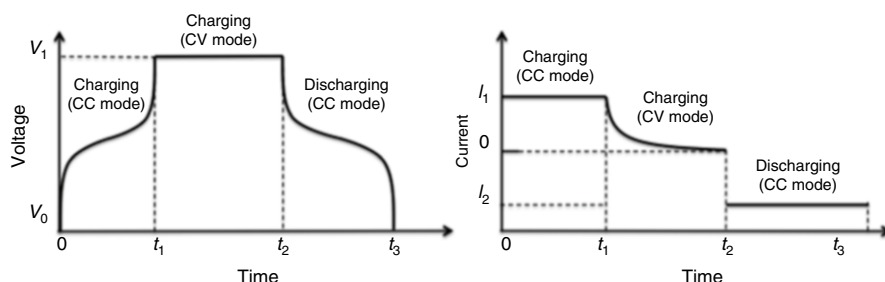 Charging
(CV mode)
V1
Charging
(CC mode)
Discharging
(CC mode)
Voltage
V0
0
t1
t2
t3
Time
Charging
(CC mode)
I1
Charging
(CV mode)
Current
0
Discharging
(CC mode)
I2
0
t1
t2
t3
Time